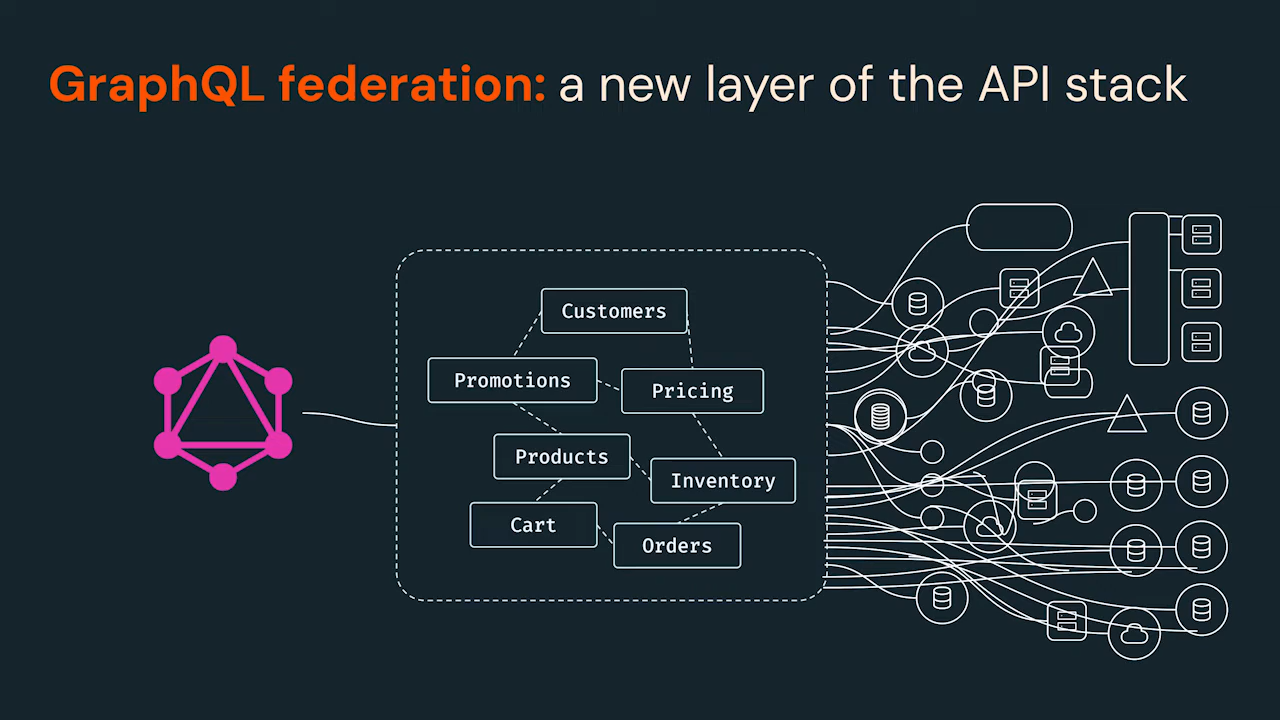 GraphQL federation: a new layer of the API stack
Customers
Promotions
Pricing
Products
Inventory
Cart
Orders